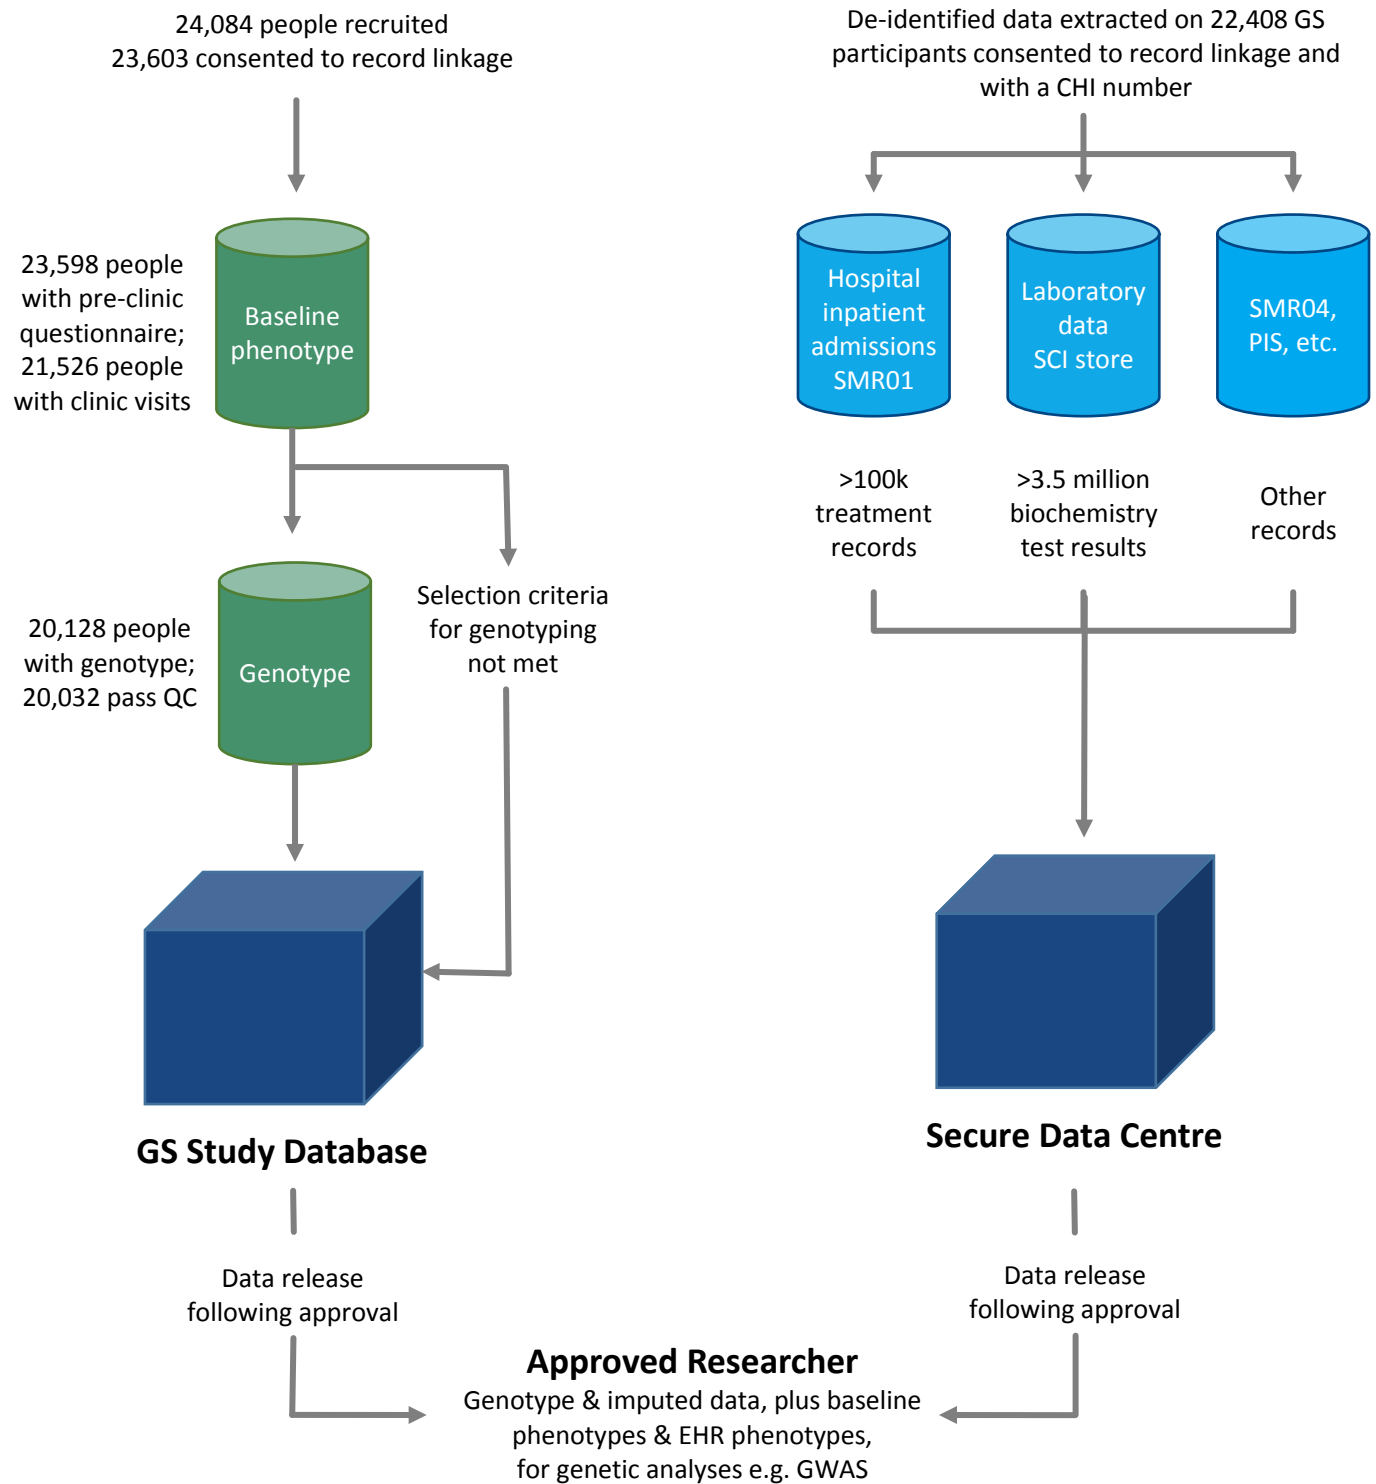 24,084 people recruited
23,603 consented to record linkage
23,598 people
with pre-clinic
questionnaire;
21,526 people
with clinic visits
Baseline
phenotype
20,128 people
with genotype;
20,032 pass QC
Genotype
Selection criteria
for genotyping
not met
GS Study Database
Data release
following approval
De-identified data extracted on 22,408 GS
participants consented to record linkage and
with a CHI number
Hospital
inpatient
admissions
SMR01
Laboratory
data
SCI store
SMR04,
PIS, etc.
>100k
treatment
records
>3.5 million
biochemistry
test results
Other
records
Secure Data Centre
Data release
following approval
Approved Researcher
Genotype & imputed data, plus baseline
phenotypes & EHR phenotypes,
for genetic analyses e.g. GWAS